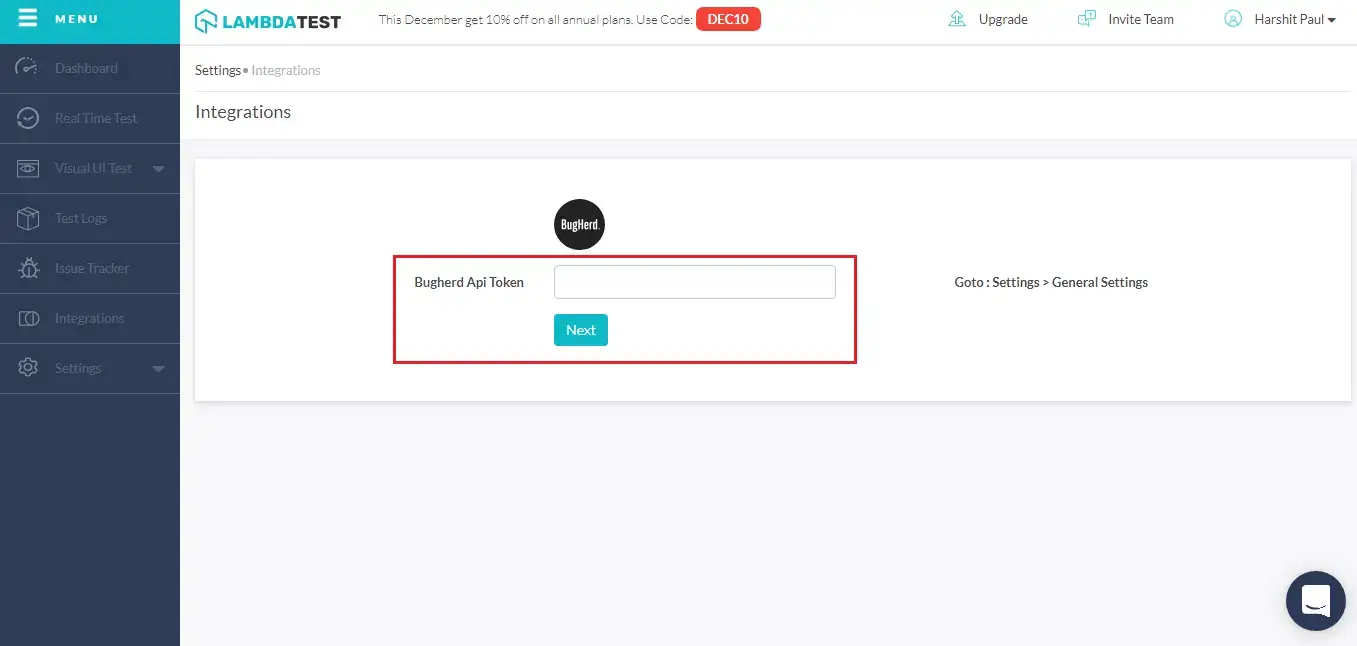 MENU
LAMBDATEST
This December get 10% off on all annual plans. Use Code: DEC10
Upgrade
Invite Team
Harshit Paul
Dashboard
Real Time Test
Visual UI Test
Test Logs
Issue Tracker
Integrations
Settings
Settings • Integrations
Integrations
BugHerd.
Bugherd Api Token
Goto : Settings > General Settings
Next